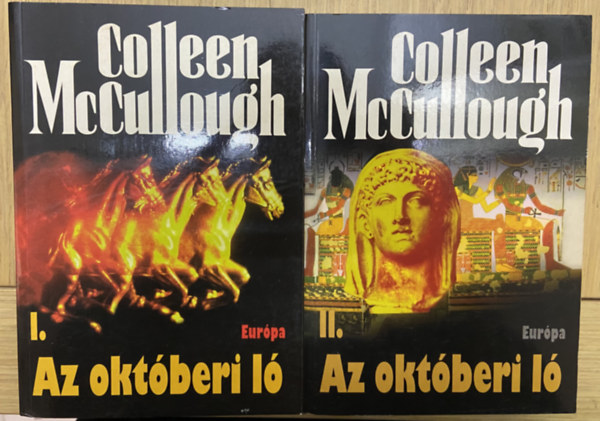 Colleen
McCullough
I.
Európa
Az októberi ló
Colleen
McCullough
II.
Európa
Az októberi ló